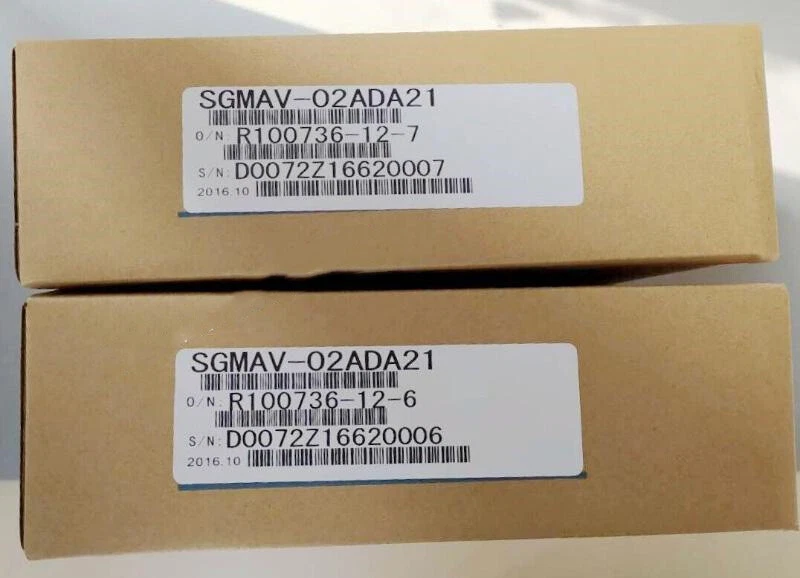 SGMAV-02ADA21
O/N: R100736-12-7
S/N: D0072Z16620007
2016.10
SGMAV-02ADA21
O/N: R100736-12-6
S/N: D0072Z16620006
2016.10